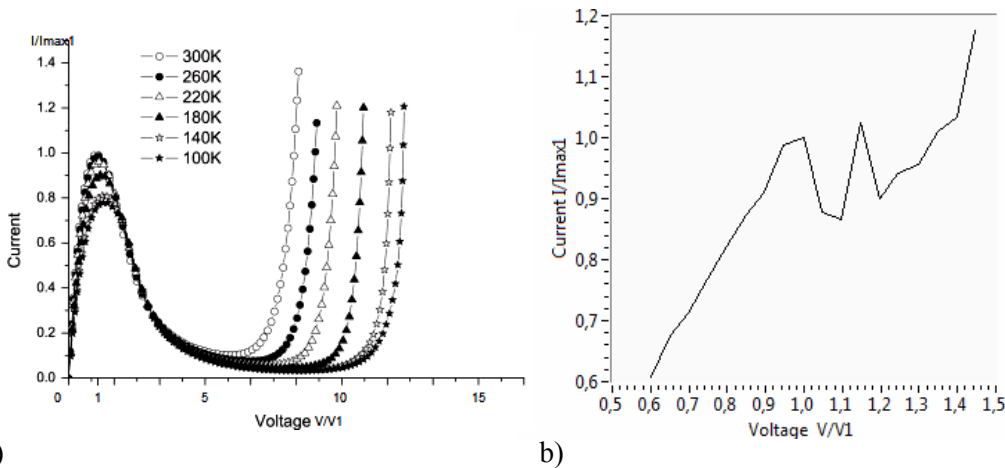 I/Imax1
1.4
1.2
1.0
0.8
0.6
0.4
0.2
0.0
Current
300K
260K
220K
180K
140K
100K
0 1 5 10 15
Voltage V/V1
)
1,2
1,1
1,0
0,9
0,8
0,7
0,6
Current I/Imax1
0,5 0,6 0,7 0,8 0,9 1,0 1,1 1,2 1,3 1,4 1,5
Voltage V/V1
b)